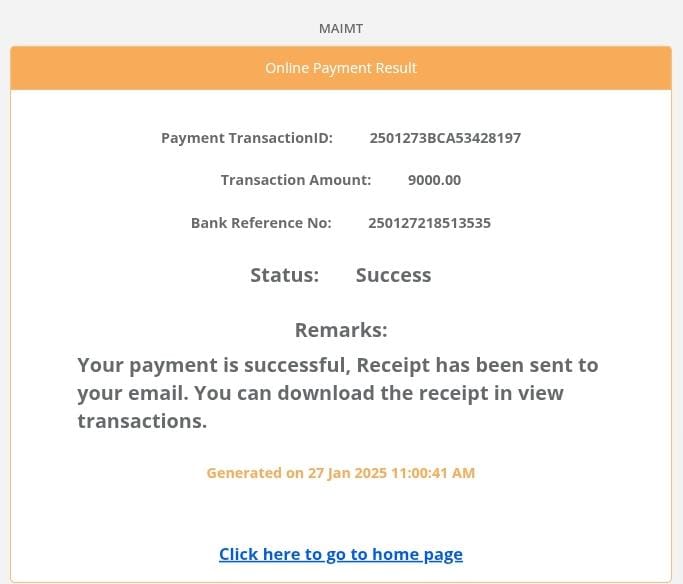 MAIMT
Online Payment Result
Payment TransactionID: 2501273BCA53428197
Transaction Amount: 9000.00
Bank Reference No: 250127218513535
Status: Success
Remarks:
Your payment is successful, Receipt has been sent to
your email. You can download the receipt in view
transactions.
Generated on 27 Jan 2025 11:00:41 AM
Click here to go to home page